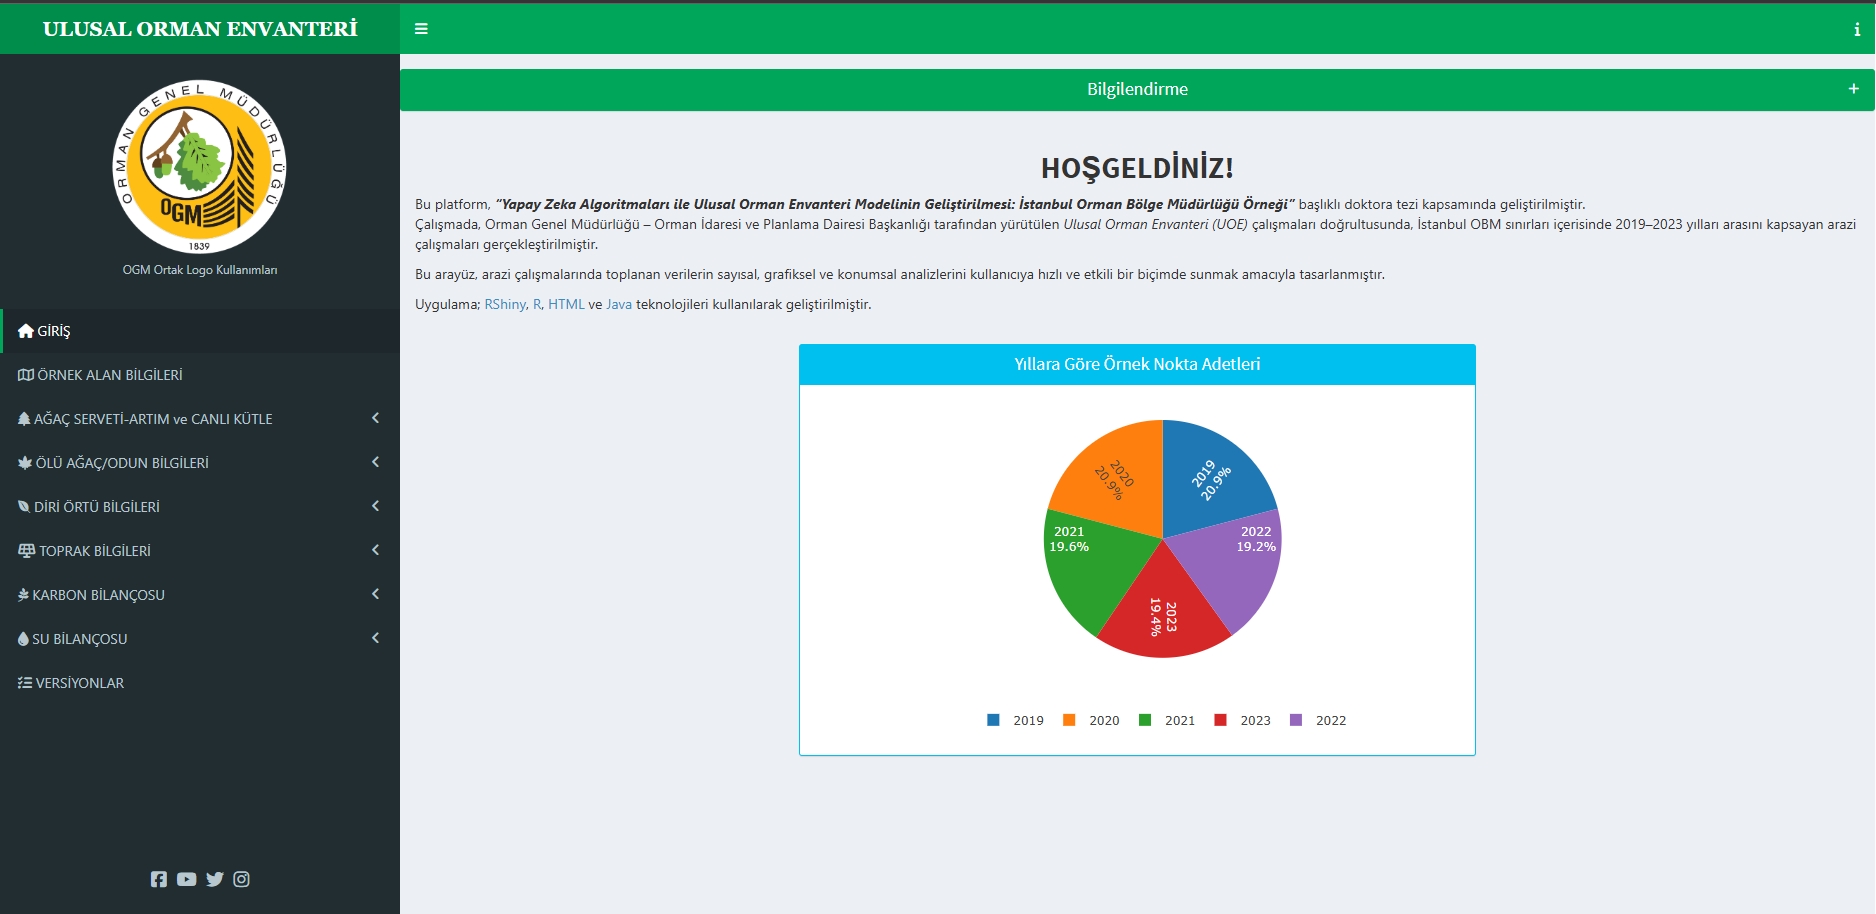 ULUSAL ORMAN ENVANTERİ
ORMAN GENEL MÜDÜRLÜĞÜ
OGM
1839
OGM Ortak Logo Kullanımları
GİRİŞ
ÖRNEK ALAN BİLGİLERİ
AĞAÇ SERVETİ-ARTIM ve CANLI KÜTLE
ÖLÜ AĞAÇ/ODUN BİLGİLERİ
DİRİ ÖRTÜ BİLGİLERİ
TOPRAK BİLGİLERİ
KARBON BİLANÇOSU
SU BİLANÇOSU
VERSİYONLAR
Bilgilendirme
HOŞGELDİNİZ!
Bu platform, “Yapay Zeka Algoritmaları ile Ulusal Orman Envanteri Modelinin Geliştirilmesi: İstanbul Orman Bölge Müdürlüğü Örneği” başlıklı doktora tezi kapsamında geliştirilmiştir.
Çalışmada, Orman Genel Müdürlüğü – Orman İdaresi ve Planlama Dairesi Başkanlığı tarafından yürütülen Ulusal Orman Envanteri (UOE) çalışmaları doğrultusunda, İstanbul OBM sınırları içerisinde 2019–2023 yılları arasını kapsayan arazi
çalışmaları gerçekleştirilmiştir.
Bu arayüz, arazi çalışmalarında toplanan verilerin sayısal, grafiksel ve konumsal analizlerini kullanıcıya hızlı ve etkili bir biçimde sunmak amacıyla tasarlanmıştır.
Uygulama; RShiny, R, HTML ve Java teknolojileri kullanılarak geliştirilmiştir.
Yıllara Göre Örnek Nokta Adetleri
2020
20.9%
2019
20.9%
2021
19.6%
2022
19.2%
2023
19.4%
2019 2020 2021 2023 2022